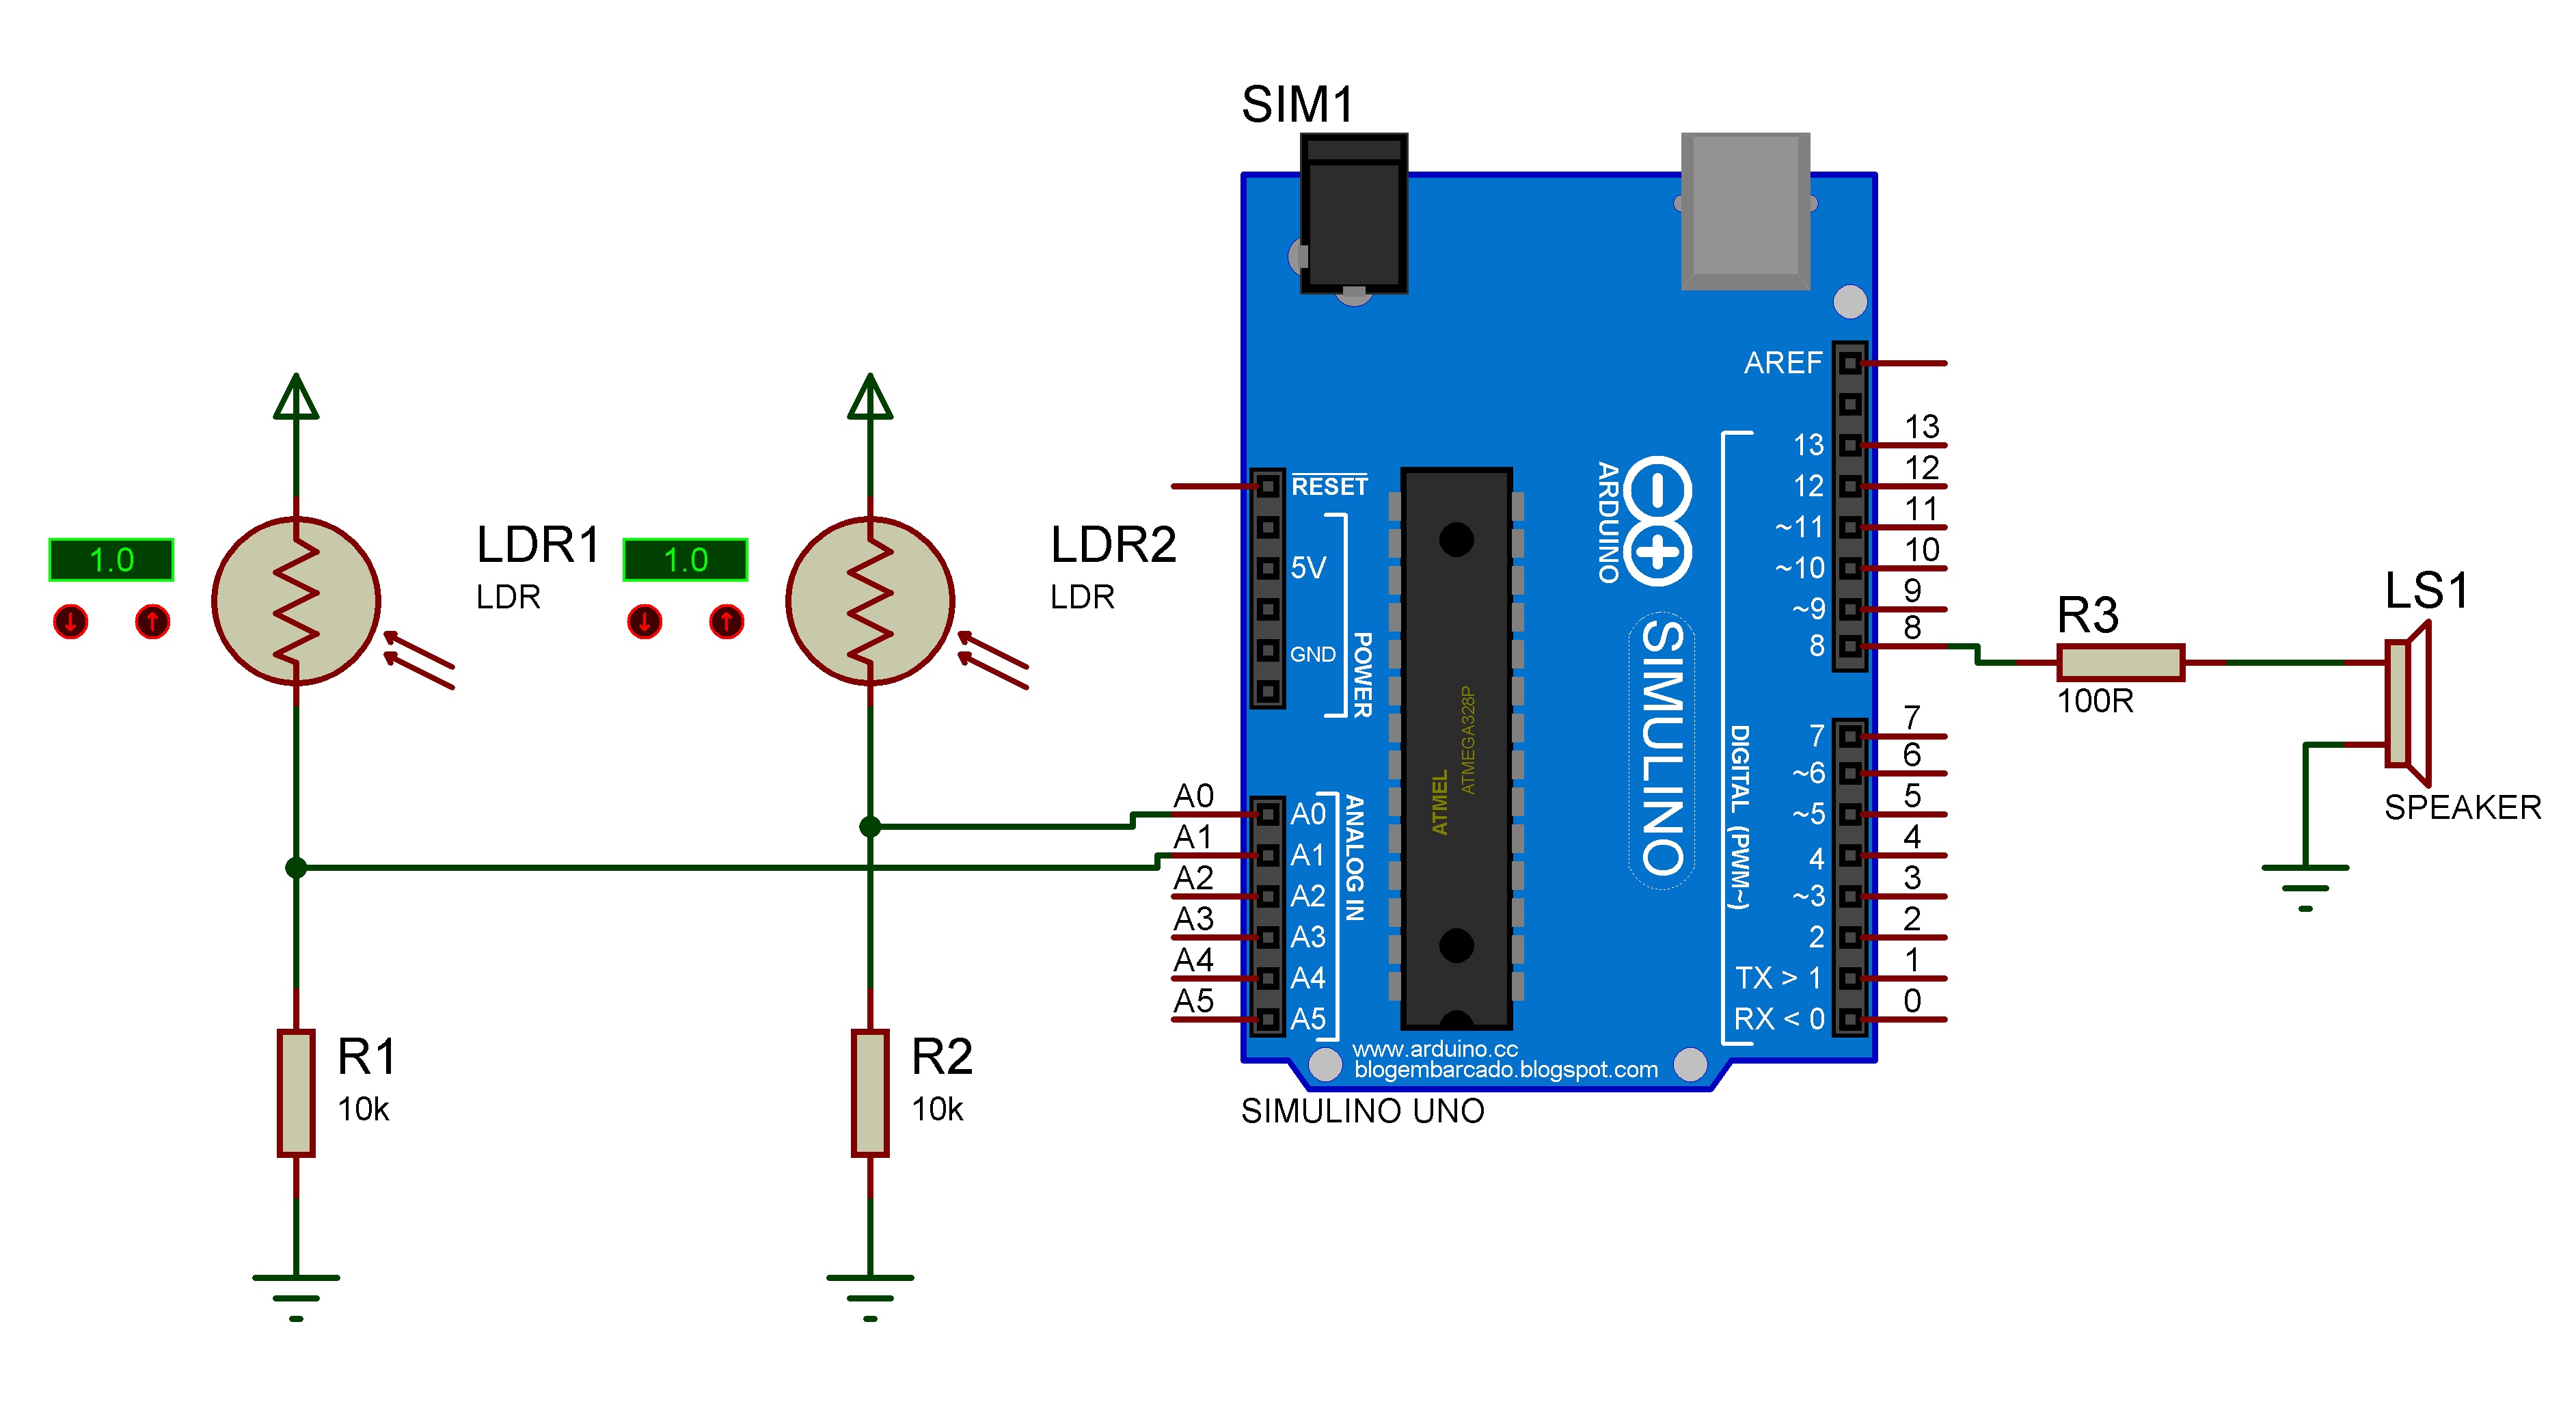 SIM1
AREF
13
13
12
12
~11
11
~10
10
~9
9
8
8
RESET
5V
GND
POWER
ARDUINO
SIMULINO
ATMEL
ATMEGA328P
DIGITAL (PWM~)
7
7
~6
6
~5
5
4
4
~3
3
2
2
TX > 1
1
RX < 0
0
A0
A0
A1
A1
A2
A2
A3
A3
A4
A4
A5
A5
ANALOG IN
www.arduino.cc
blogembarcado.blogspot.com
SIMULINO UNO
1.0
LDR1
LDR
1.0
LDR2
LDR
R1
10k
R2
10k
R3
100R
LS1
SPEAKER